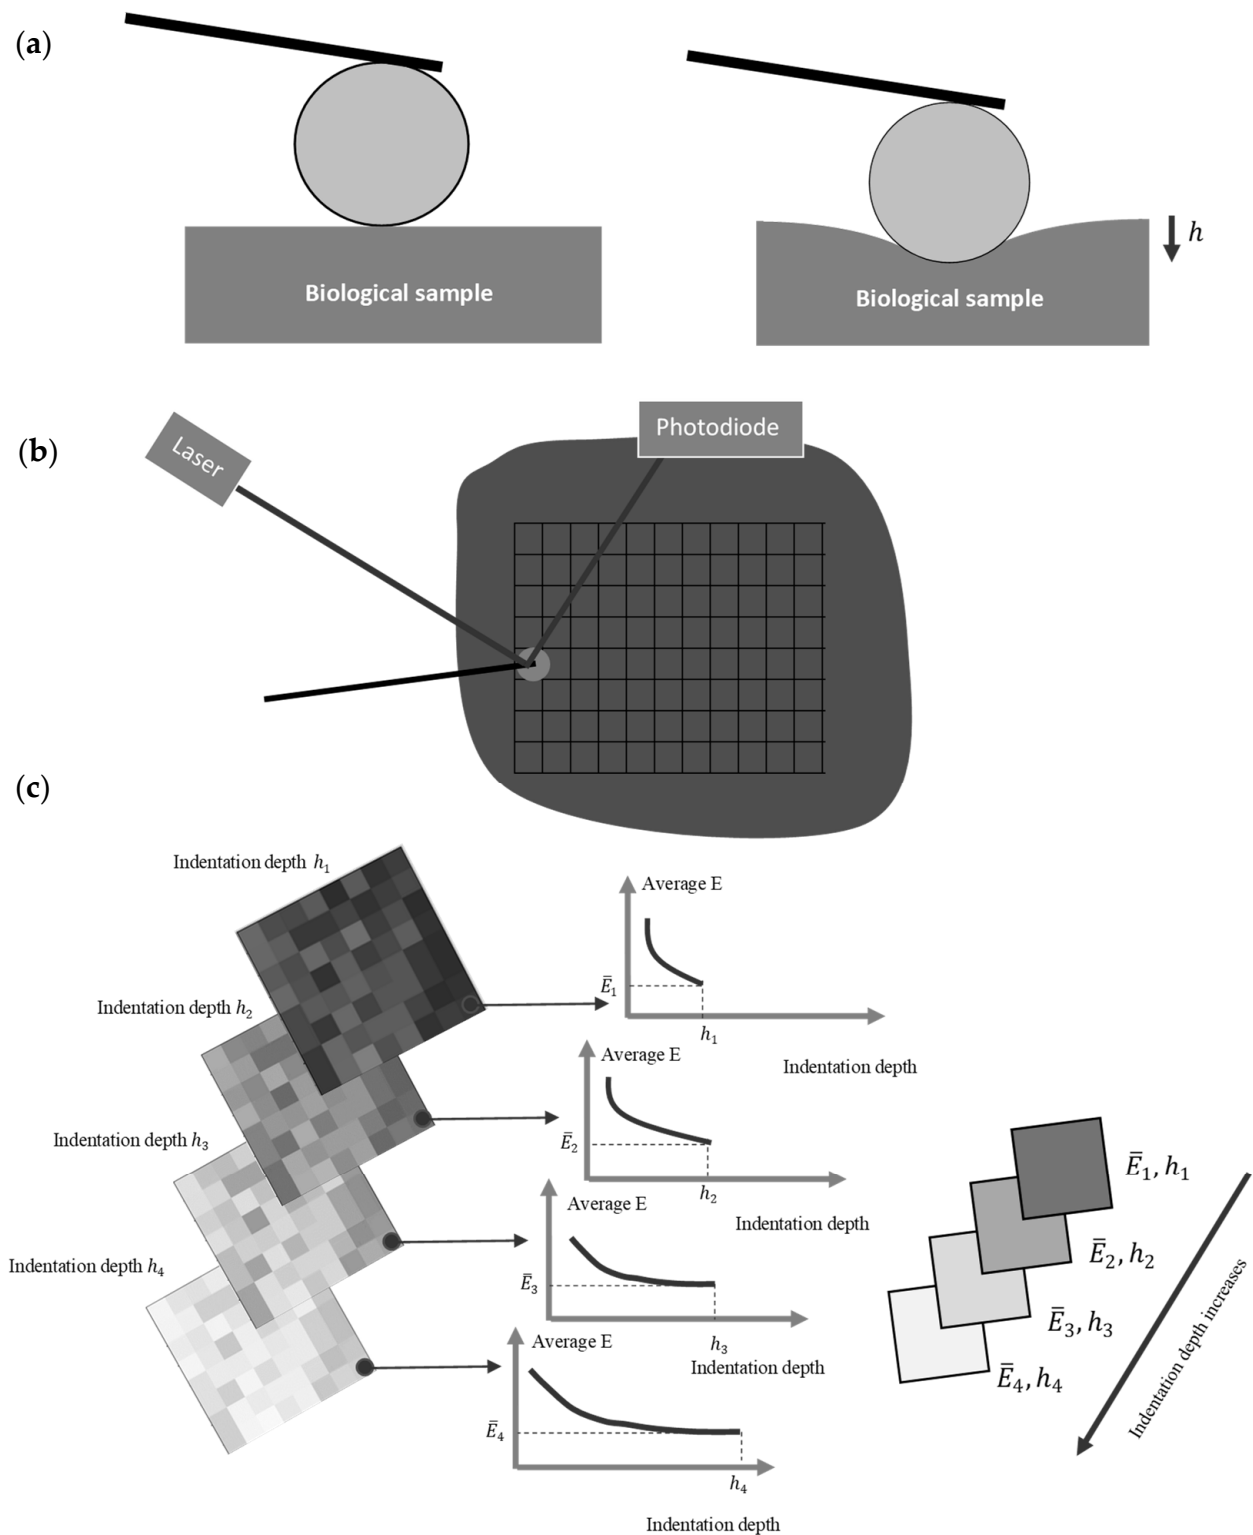 (a)
h
Biological sample
Biological sample
(b)
Laser
Photodiode
(c)
Indentation depth h₁
Average E
Ē₁
h₁
Indentation depth
Indentation depth h₂
Average E
Ē₂
h₂
Indentation depth
Indentation depth h₃
Average E
Ē₃
h₃
Indentation depth
Indentation depth h₄
Average E
Ē₄
h₄
Indentation depth
Ē₁, h₁
Ē₂, h₂
Ē₃, h₃
Ē₄, h₄
Indentation depth increases